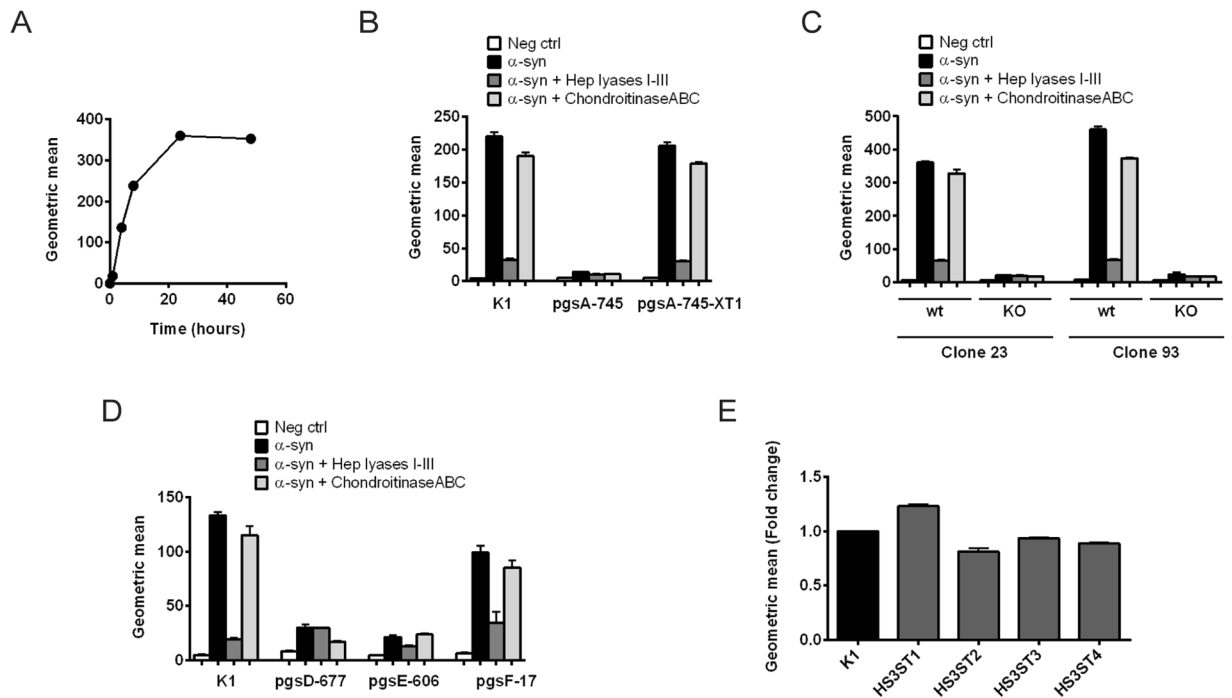 A
Geometric mean
400
300
200
100
0
0 20 40 60
Time (hours)
B
Neg ctrl
α-syn
α-syn + Hep lyases I-III
α-syn + ChondroitinaseABC
Geometric mean
250
200
150
100
50
0
K1 pgsA-745 pgsA-745-XT1
C
Neg ctrl
α-syn
α-syn + Hep lyases I-III
α-syn + ChondroitinaseABC
Geometric mean
500
400
300
200
100
0
wt KO wt KO
Clone 23 Clone 93
D
Neg ctrl
α-syn
α-syn + Hep lyases I-III
α-syn + ChondroitinaseABC
Geometric mean
150
100
50
0
K1 pgsD-677 pgsE-606 pgsF-17
E
Geometric mean (Fold change)
1.5
1.0
0.5
0.0
K1 HS3ST1 HS3ST2 HS3ST3 HS3ST4